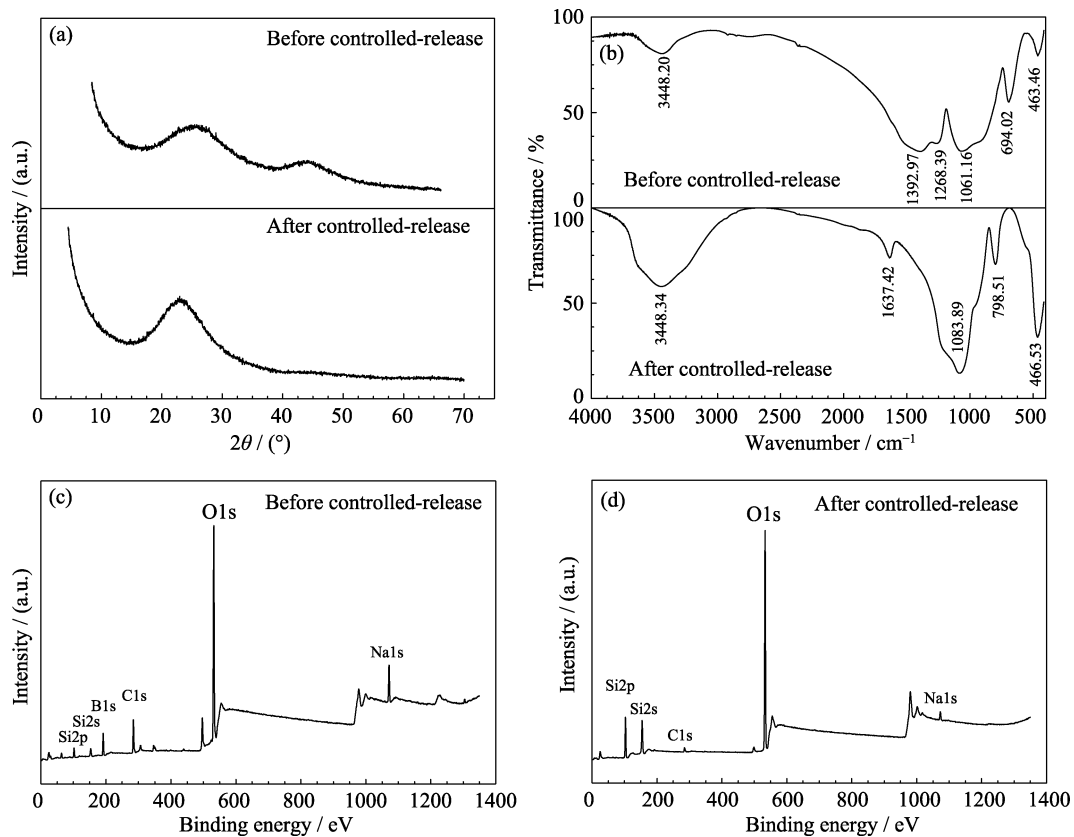 (a)
Before controlled-release
After controlled-release
Intensity / (a.u.)
0
10
20
30
40
50
60
70
2θ / (°)
(b)
100
50
0
3448.20
1392.97
1268.39
1061.16
694.02
463.46
Before controlled-release
100
50
0
3448.34
1637.42
1083.89
798.51
466.53
After controlled-release
Transmittance / %
4000
3500
3000
2500
2000
1500
1000
500
Wavenumber / cm⁻¹
(c)
Before controlled-release
O1s
Na1s
C1s
B1s
Si2s
Si2p
Intensity / (a.u.)
0
200
400
600
800
1000
1200
1400
Binding energy / eV
(d)
After controlled-release
O1s
Si2p
Si2s
C1s
Na1s
Intensity / (a.u.)
0
200
400
600
800
1000
1200
1400
Binding energy / eV